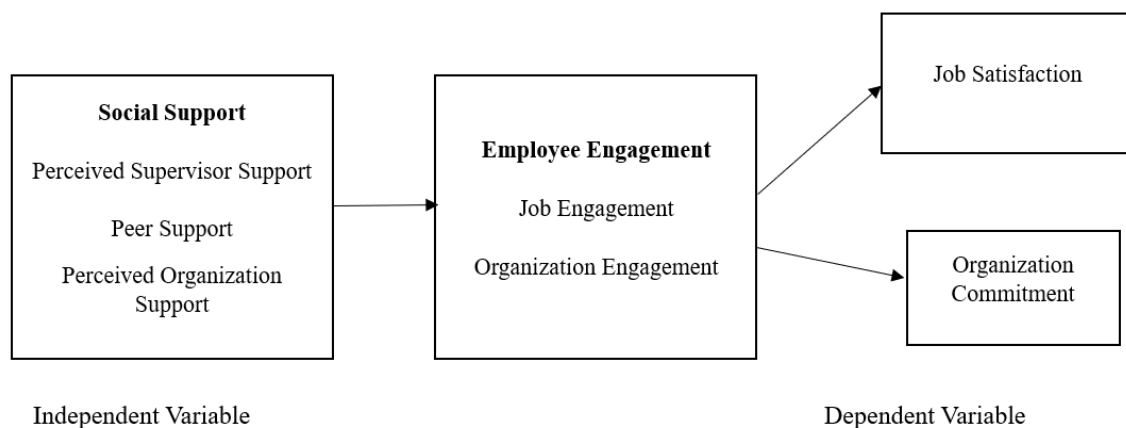 Social Support
Perceived Supervisor Support
Peer Support
Perceived Organization
Support
Employee Engagement
Job Engagement
Organization Engagement
Job Satisfaction
Organization
Commitment
Independent Variable
Dependent Variable